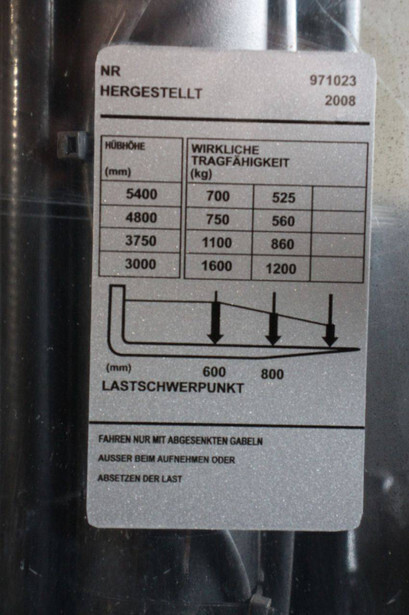 NR 971023
HERGESTELLT 2008
HÜBHÖHE
(mm)
WIRKLICHE
TRAGFÄHIGKEIT
(kg)
5400 700 525
4800 750 560
3750 1100 860
3000 1600 1200
(mm) 600 800
LASTSCHWERPUNKT
FAHREN NUR MIT ABGESENKTEN GABELN
AUSSER BEIM AUFNEHMEN ODER
ABSETZEN DER LAST